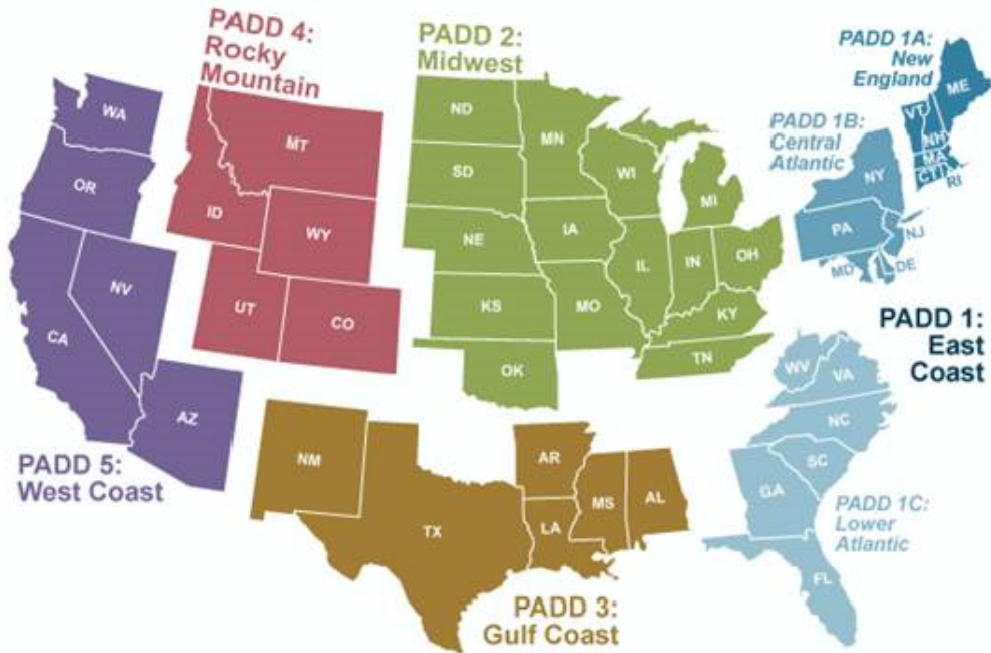 PADD 4:
Rocky
Mountain
PADD 2:
Midwest
PADD 1A:
New
England
PADD 1B:
Central
Atlantic
WA
OR
CA
NV
AZ
PADD 5:
West Coast
MT
ID
WY
UT
CO
ND
SD
NE
KS
OK
MN
IA
MO
WI
IL
MI
IN
OH
KY
TN
ME
VT
NH
MA
CT
RI
NY
PA
NJ
MD
DE
PADD 1:
East
Coast
WV
VA
NC
SC
GA
FL
PADD 1C:
Lower
Atlantic
NM
TX
AR
LA
MS
AL
PADD 3:
Gulf Coast